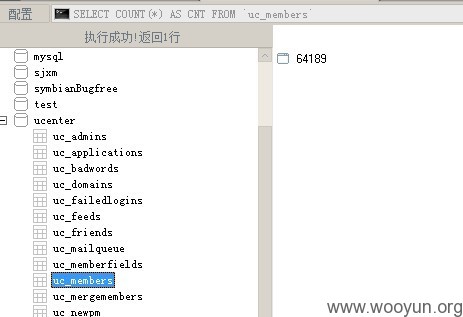 配置 SELECT COUNT(*) AS CNT FROM `uc_members`
执行成功!返回1行
mysql
sjxm
symbianBugfree
test
ucenter
uc_admins
uc_applications
uc_badwords
uc_domains
uc_failedlogins
uc_feeds
uc_friends
uc_mailqueue
uc_memberfields
uc_members
uc_mergemembers
uc_newpm
64189
www.wooyun.org